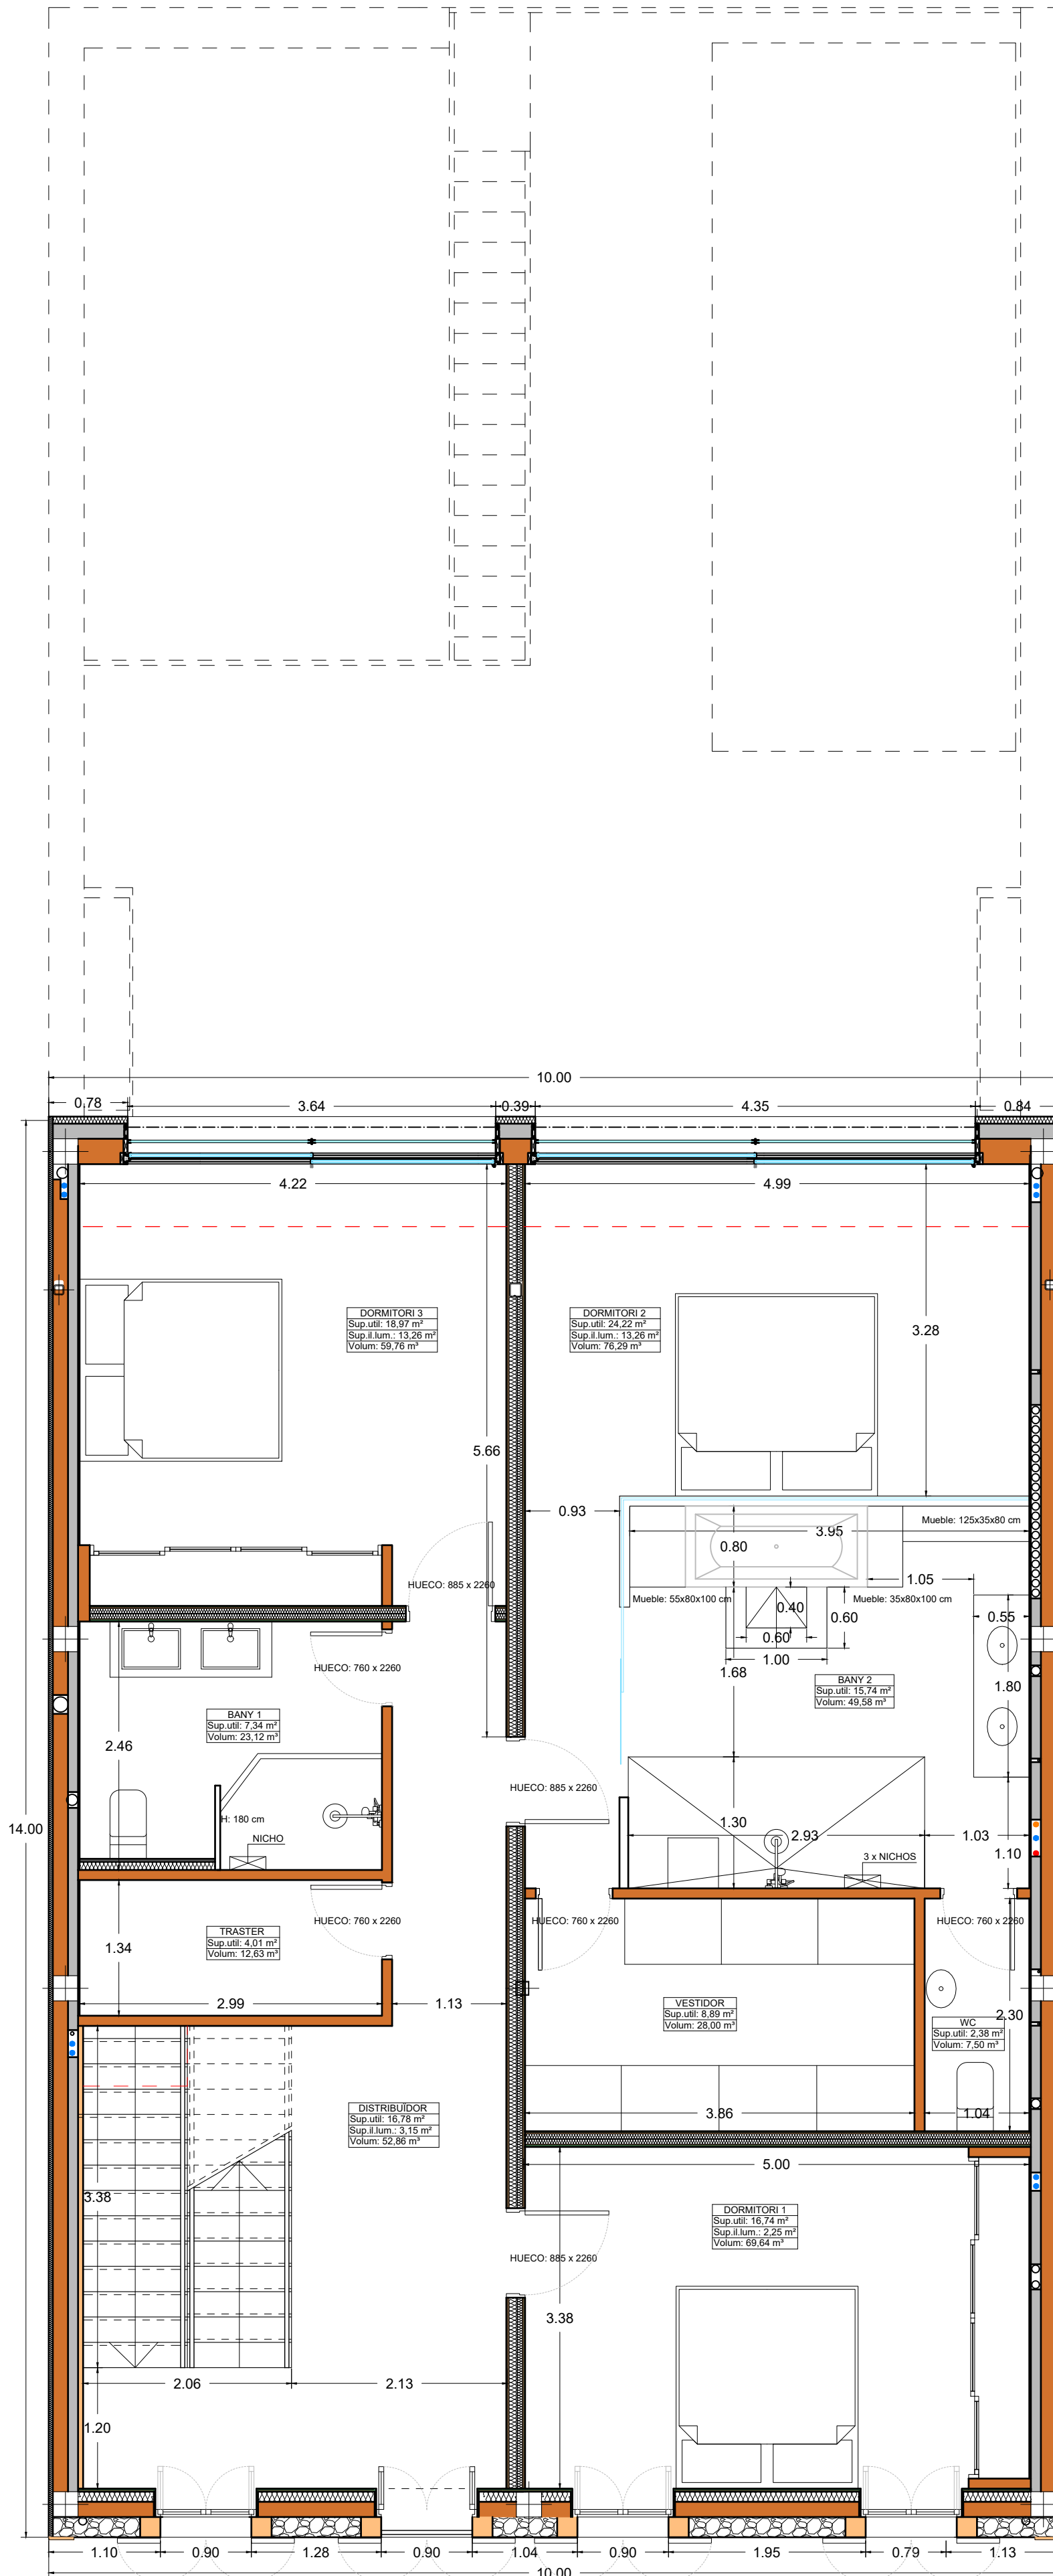 10.00
0.78
3.64
0.39
4.35
0.84
4.22
4.99
DORMITORI 3
Sup.util: 18,97 m²
Sup.il.lum.: 13,26 m²
Volum: 59,76 m³
DORMITORI 2
Sup.util: 24,22 m²
Sup.il.lum.: 13,26 m²
Volum: 76,29 m³
3.28
5.66
0.93
Mueble: 125x35x80 cm
3.95
0.80
HUECO: 885 x 2260
1.05
Mueble: 55x80x100 cm
Mueble: 35x80x100 cm
0.40
0.60
0.55
0.60
1.00
HUECO: 760 x 2260
1.68
BANY 2
Sup.util: 15,74 m²
Volum: 49,58 m³
1.80
BANY 1
Sup.util: 7,34 m²
Volum: 23,12 m³
2.46
HUECO: 885 x 2260
H: 180 cm
NICHO
14.00
1.30
2.93
1.03
1.10
3 x NICHOS
HUECO: 760 x 2260
HUECO: 760 x 2260
HUECO: 760 x 2260
TRASTER
Sup.util: 4,01 m²
Volum: 12,63 m³
1.34
2.99
1.13
VESTIDOR
Sup.util: 8,89 m²
Volum: 28,00 m³
2.30
WC
Sup.util: 2,38 m²
Volum: 7,50 m³
DISTRIBUÏDOR
Sup.util: 16,78 m²
Sup.il.lum.: 3,15 m²
Volum: 52,86 m³
3.86
1.04
5.00
3.38
DORMITORI 1
Sup.util: 16,74 m²
Sup.il.lum.: 2,25 m²
Volum: 69,64 m³
HUECO: 885 x 2260
3.38
2.06
2.13
1.20
1.10
0.90
1.28
0.90
1.04
0.90
1.95
0.79
1.13
10.00